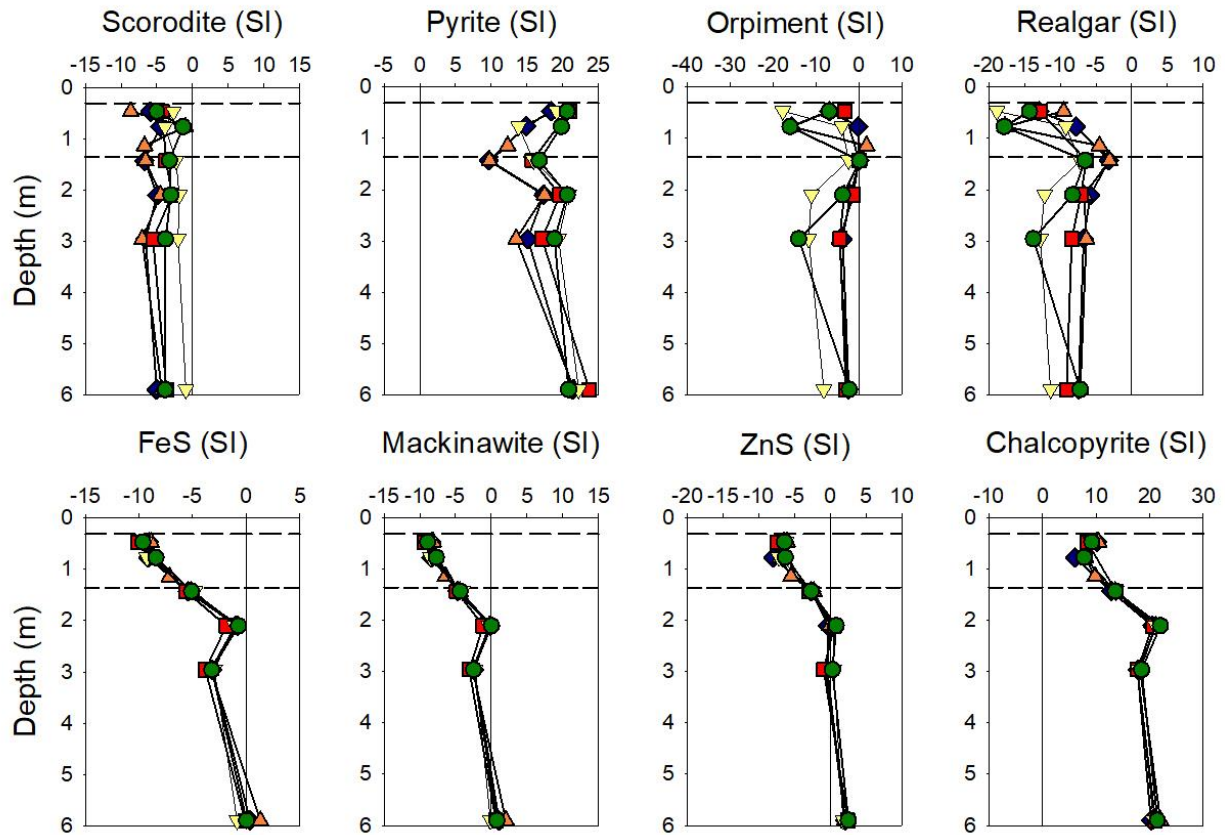 Scorodite (SI) Pyrite (SI) Orpiment (SI) Realgar (SI)
-15 -10 -5 0 5 10 15 0 5 10 15 20 25 -40 -30 -20 -10 0 10 20 -20 -15 -10 -5 0 5 10
0
1
2
3
4
5
6
Depth (m)
FeS (SI) Mackinawite (SI) ZnS (SI) Chalcopyrite (SI)
-15 -10 -5 0 5 -15 -10 -5 0 5 10 15 -20 -15 -10 -5 0 5 10 -10 0 10 20 30
0
1
2
3
4
5
6
Depth (m)